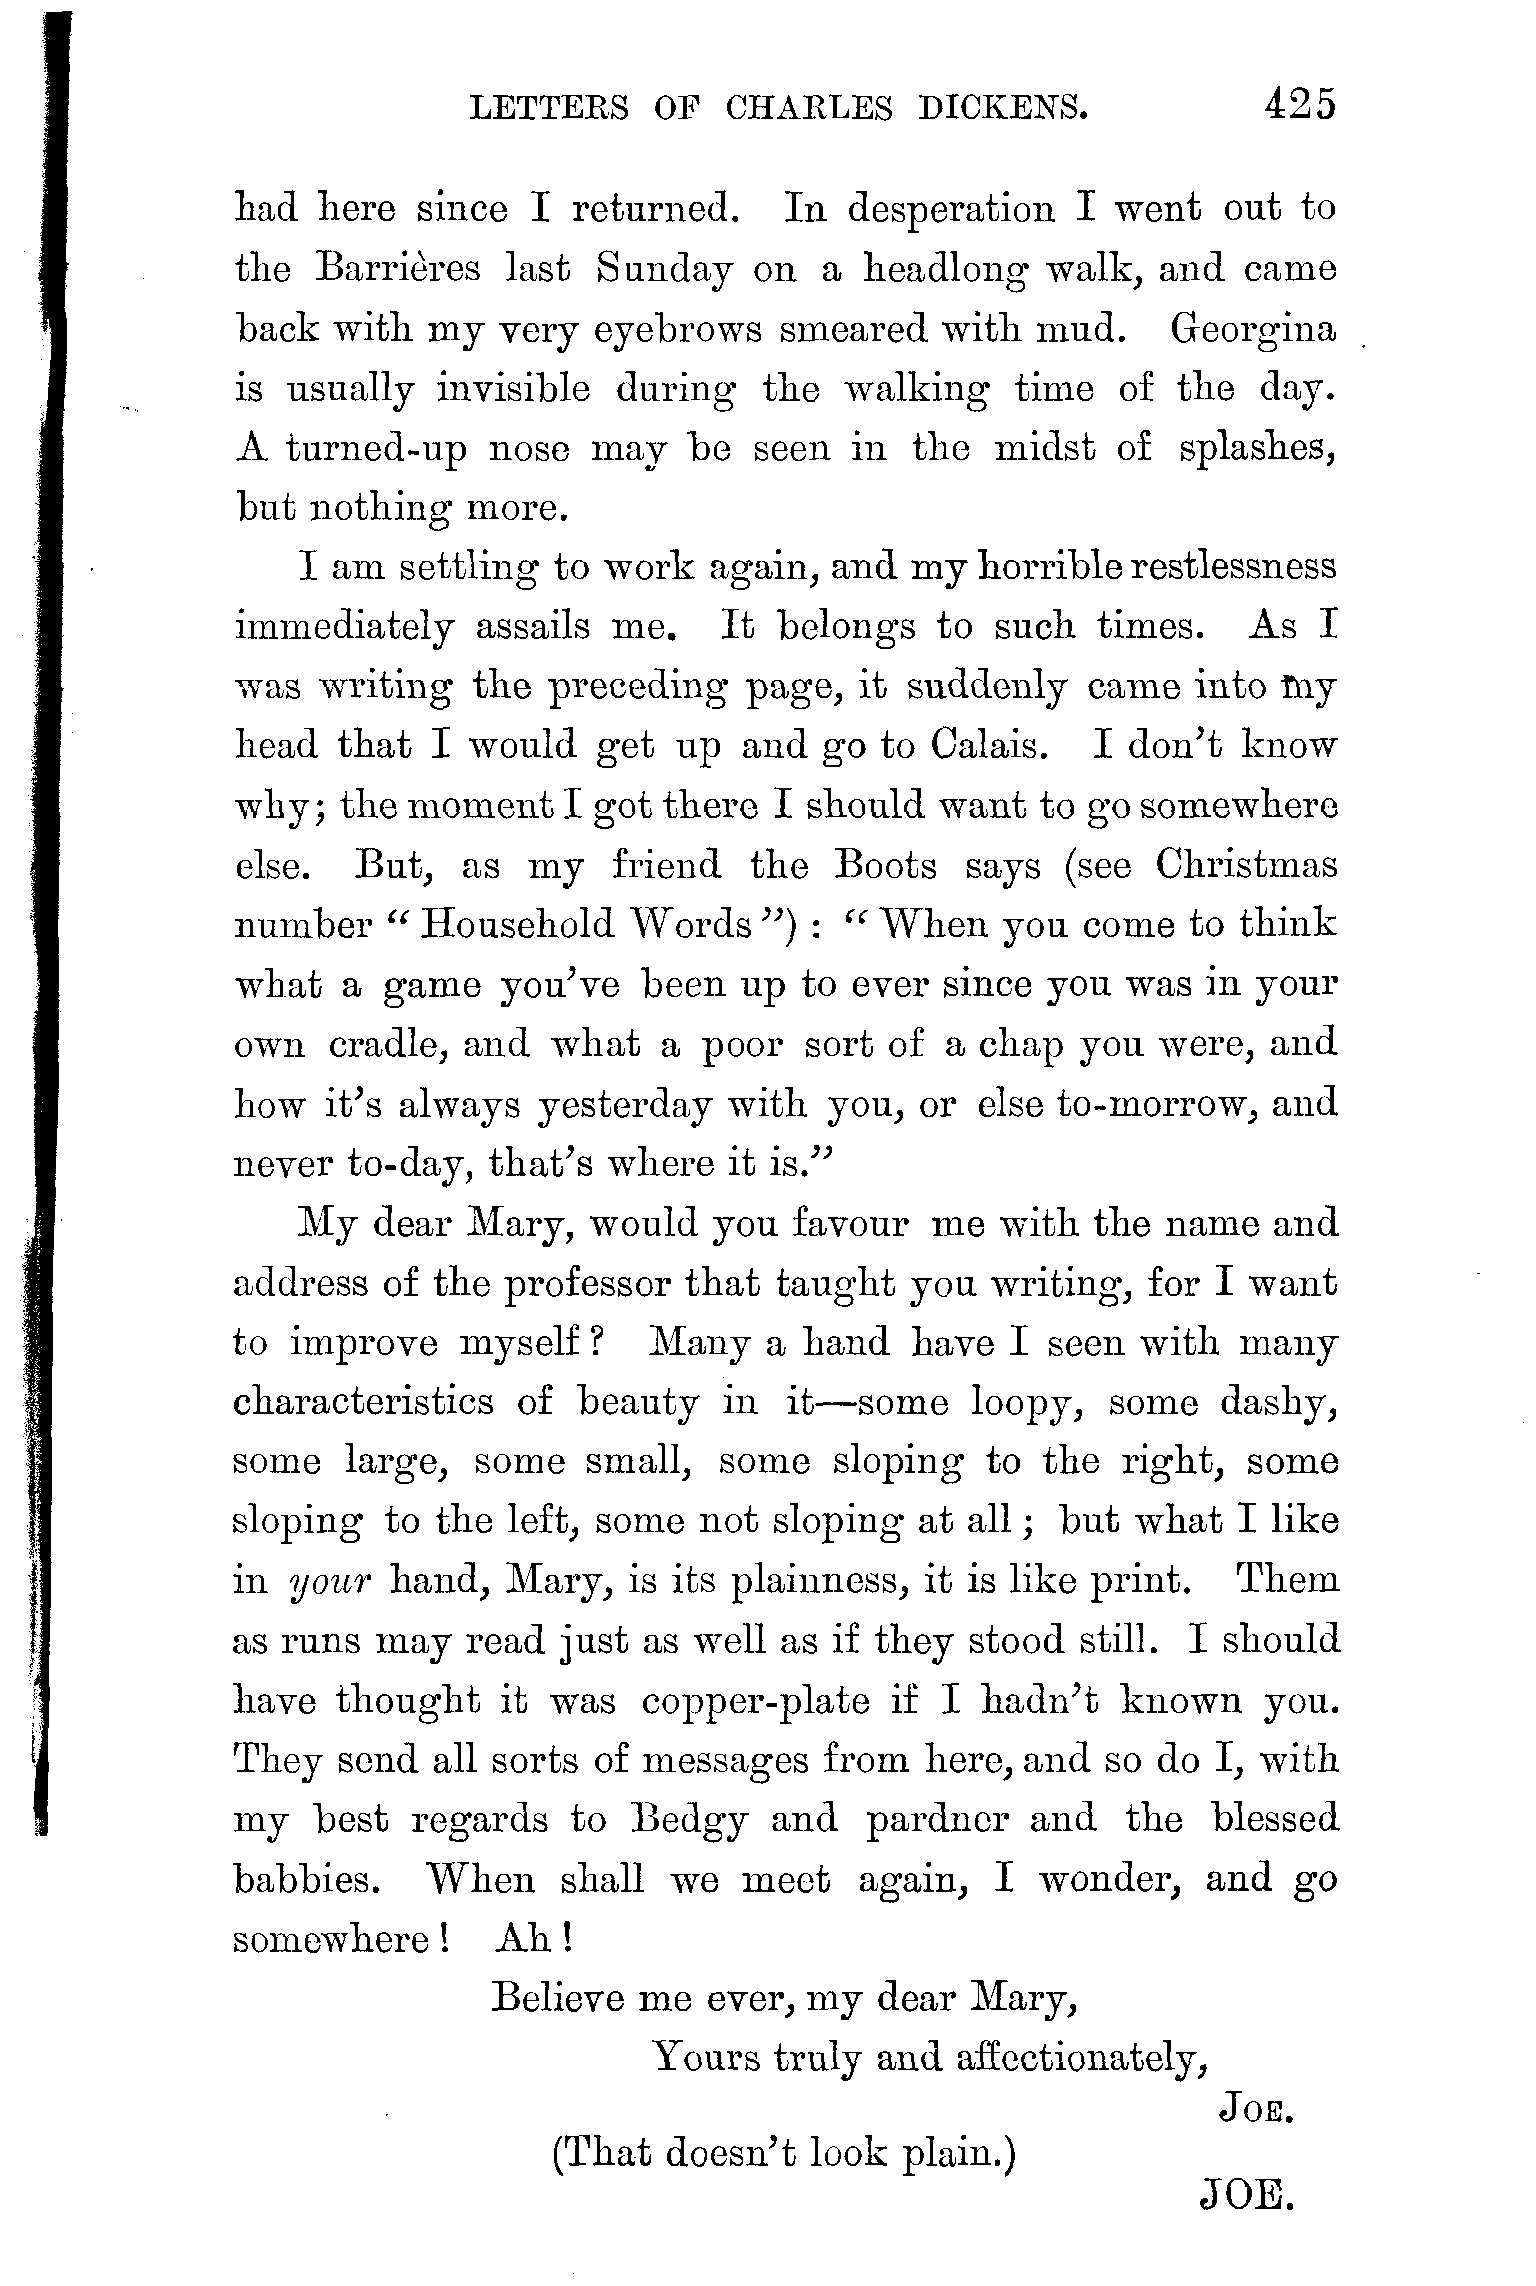 LETTERS OF CHARLES DICKENS. 425
had here since I returned. In desperation I went out to
the Barrières last Sunday on a headlong walk, and came
back with my very eyebrows smeared with mud. Georgina
is usually invisible during the walking time of the day.
A turned-up nose may be seen in the midst of splashes,
but nothing more.
I am settling to work again, and my horrible restlessness
immediately assails me. It belongs to such times. As I
was writing the preceding page, it suddenly came into my
head that I would get up and go to Calais. I don't know
why; the moment I got there I should want to go somewhere
else. But, as my friend the Boots says (see Christmas
number "Household Words"): "When you come to think
what a game you've been up to ever since you was in your
own cradle, and what a poor sort of a chap you were, and
how it's always yesterday with you, or else to-morrow, and
never to-day, that's where it is."
My dear Mary, would you favour me with the name and
address of the professor that taught you writing, for I want
to improve myself? Many a hand have I seen with many
characteristics of beauty in it—some loopy, some dashy,
some large, some small, some sloping to the right, some
sloping to the left, some not sloping at all; but what I like
in your hand, Mary, is its plainness, it is like print. Them
as runs may read just as well as if they stood still. I should
have thought it was copper-plate if I hadn't known you.
They send all sorts of messages from here, and so do I, with
my best regards to Bedgy and pardner and the blessed
babbies. When shall we meet again, I wonder, and go
somewhere! Ah!
Believe me ever, my dear Mary,
Yours truly and affectionately,
JOE.
(That doesn't look plain.)
JOE.